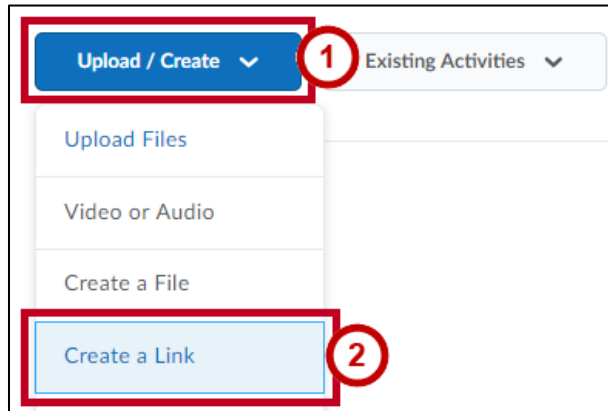 Upload / Create 1 Existing Activities
Upload Files
Video or Audio
Create a File
Create a Link 2